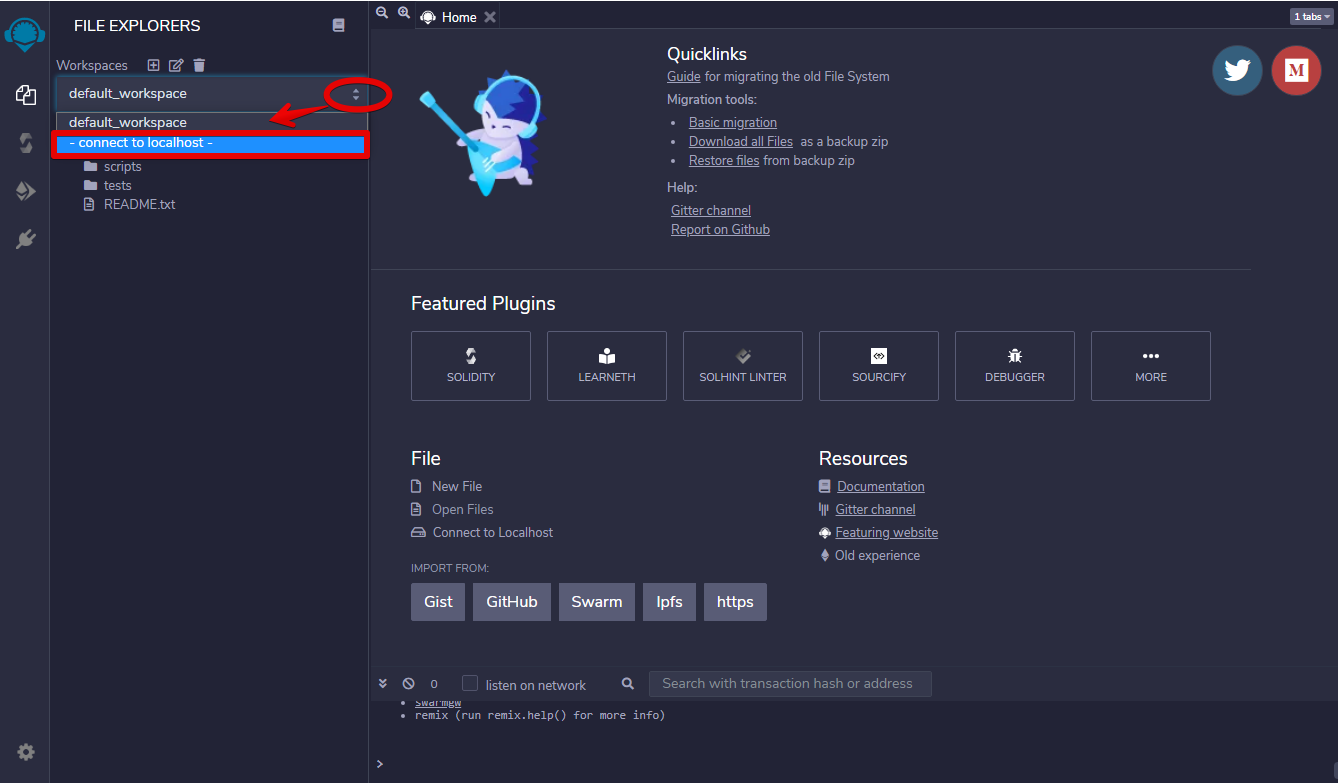 FILE EXPLORERS
Workspaces
default_workspace
default_workspace
- connect to localhost -
scripts
tests
README.txt
Home
1 tabs
Quicklinks
Guide for migrating the old File System
Migration tools:
Basic migration
Download all Files as a backup zip
Restore files from backup zip
Help:
Gitter channel
Report on Github
M
Featured Plugins
SOLIDITY
LEARNETH
SOLHINT LINTER
SOURCIFY
DEBUGGER
MORE
File
New File
Open Files
Connect to Localhost
IMPORT FROM:
Gist
GitHub
Swarm
Ipfs
https
Resources
Documentation
Gitter channel
Featuring website
Old experience
0
listen on network
Search with transaction hash or address
swarmgw
remix (run remix.help() for more info)
>